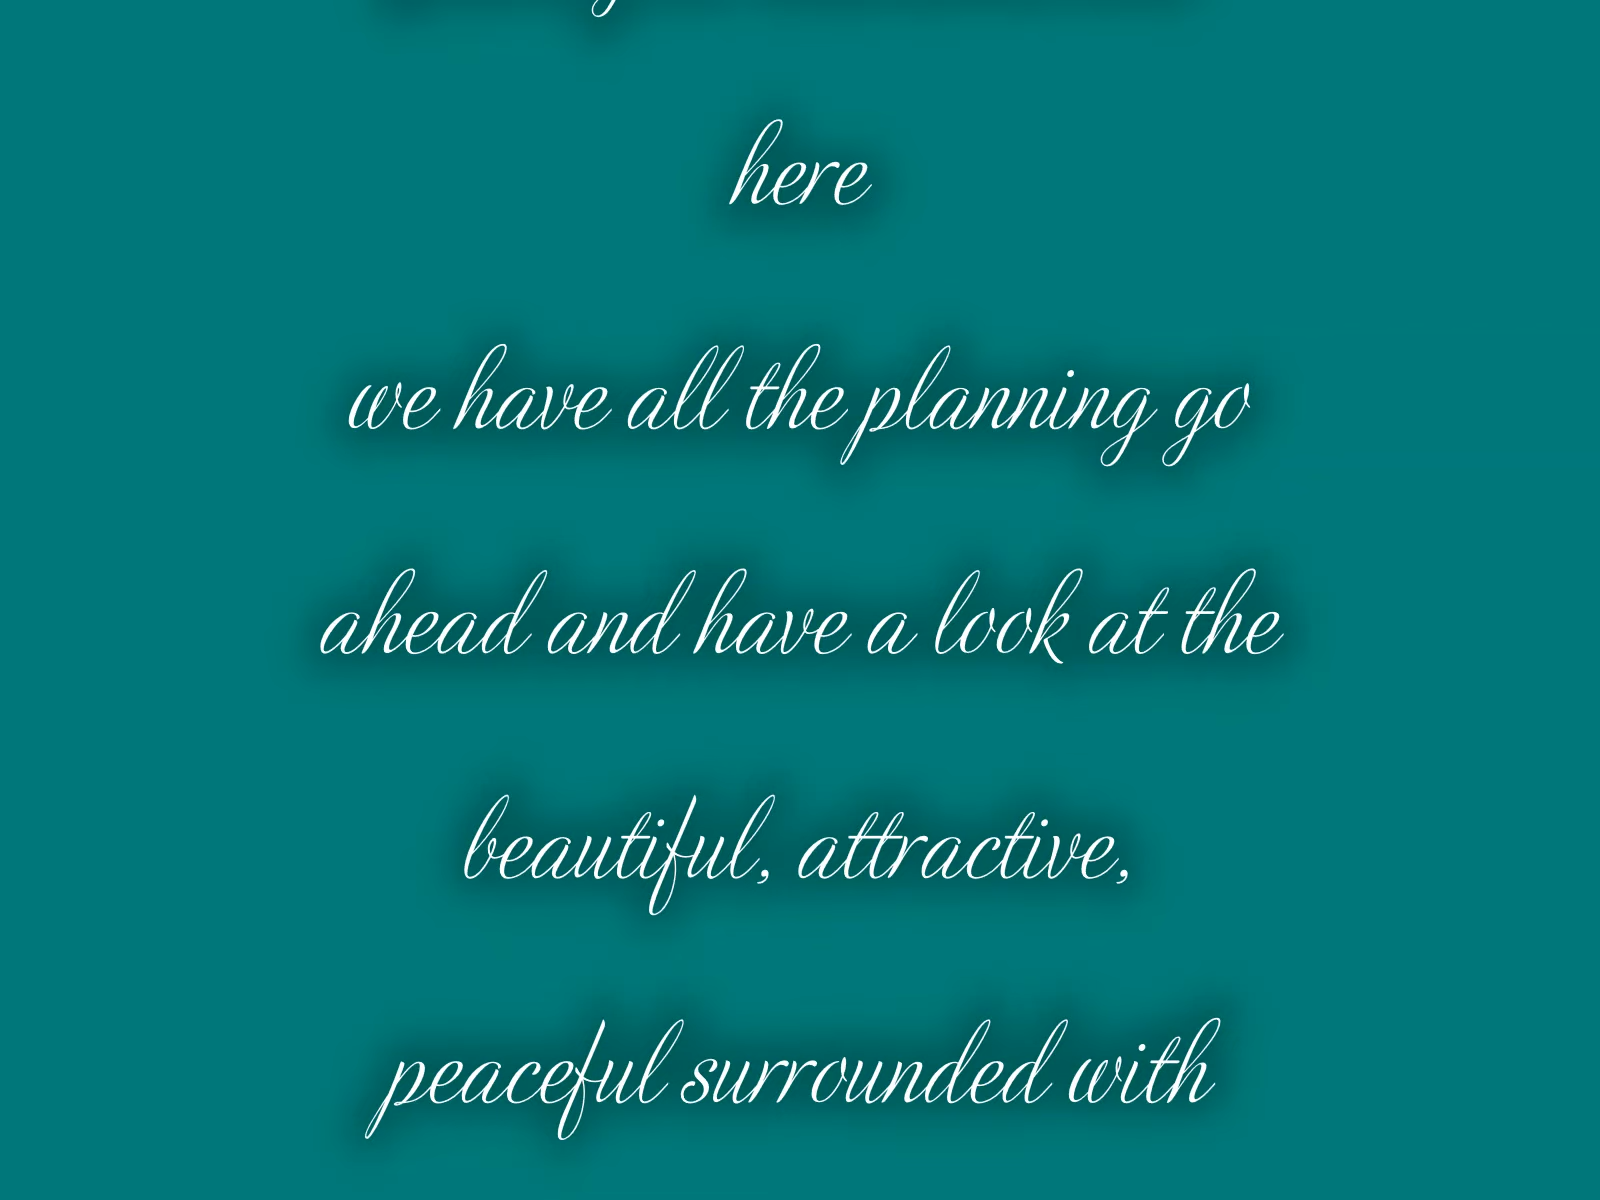 here
we have all the planning go
ahead and have a look at the
beautiful, attractive,
peaceful surrounded with